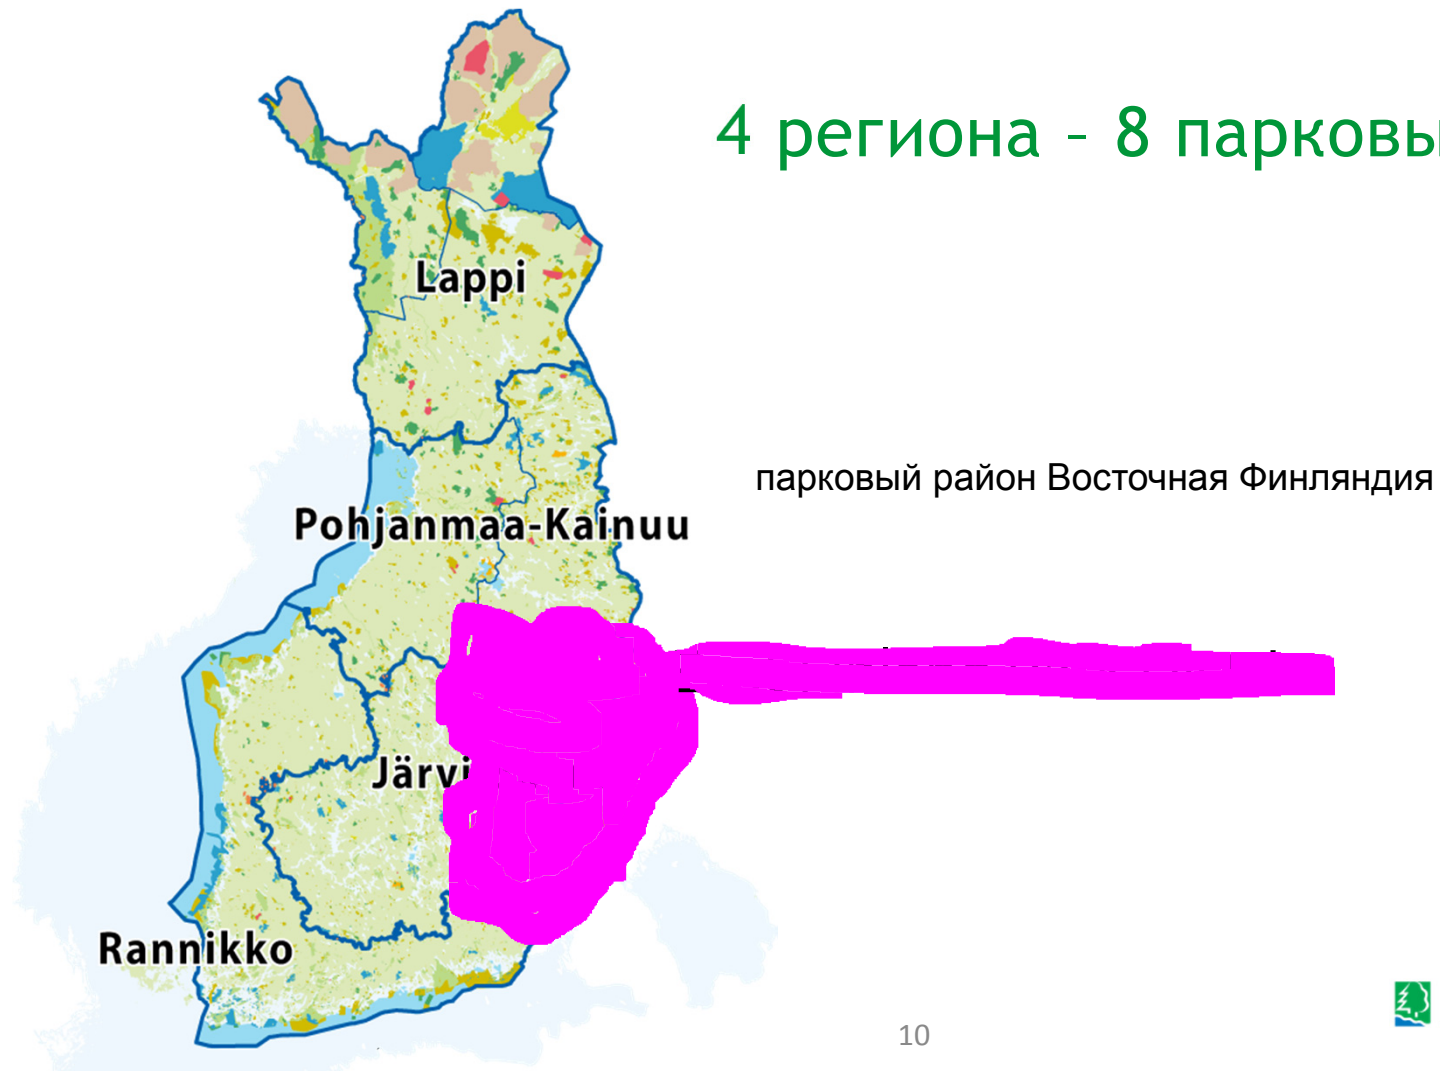 4 региона – 8 парковы
Lappi
парковый район Восточная Финляндия
Pohjanmaa-Kainuu
Järvi
Rannikko
10